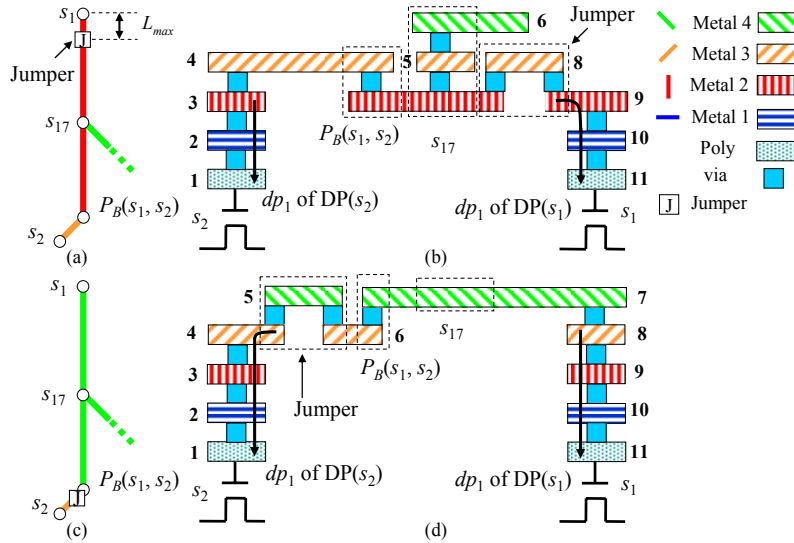 s1
Lmax
J
Jumper
s17
PB(s1, s2)
s2
(a)
4
3
2
1
5
6
8
Jumper
PB(s1, s2)
s17
9
10
11
dp1 of DP(s2)
dp1 of DP(s1)
s2
s1
(b)
Metal 4
Metal 3
Metal 2
Metal 1
Poly
via
J Jumper
s1
s17
PB(s1, s2)
J
s2
(c)
5
7
4
6
s17
8
PB(s1, s2)
3
9
Jumper
2
10
1
11
dp1 of DP(s2)
dp1 of DP(s1)
s2
s1
(d)